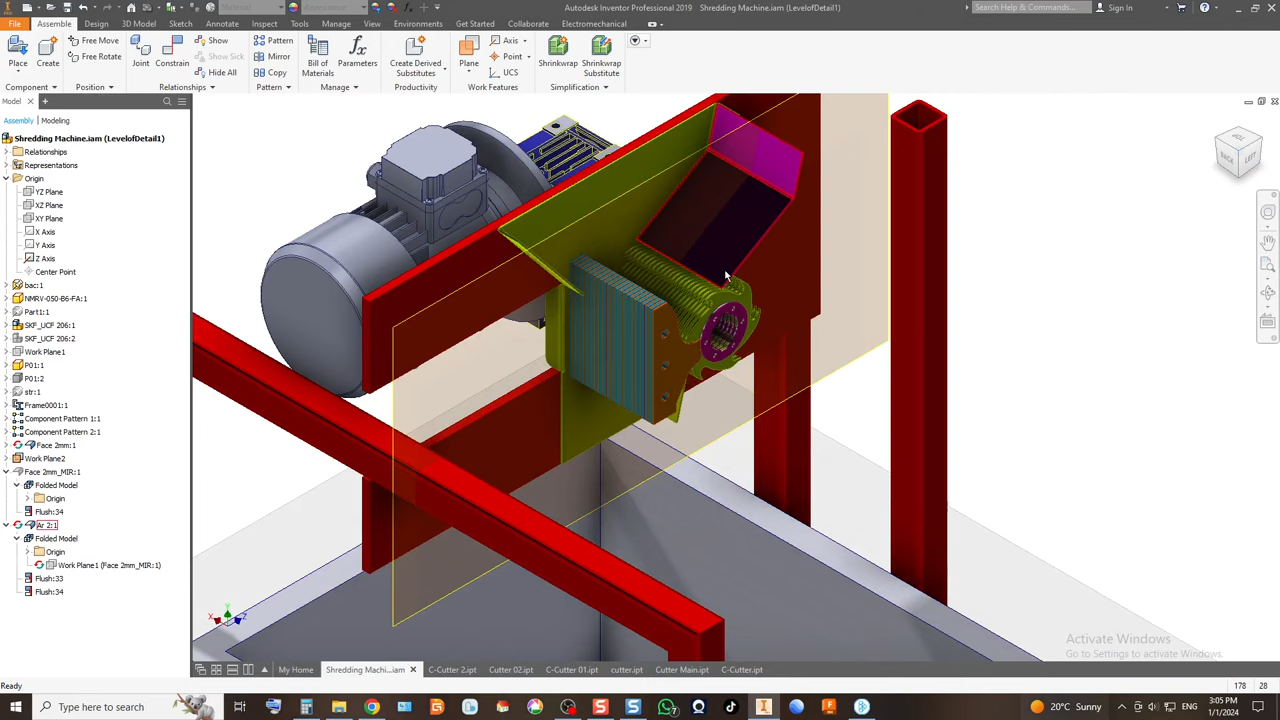 Material
Appearance
Autodesk Inventor Professional 2019   Shredding Machine.iam (LevelofDetail1)
Search Help & Commands...
Sign In
File
Assemble
Design
3D Model
Sketch
Annotate
Inspect
Tools
Manage
View
Environments
Get Started
Collaborate
Electromechanical
Place
Create
Free Move
Free Rotate
Joint
Constrain
Show
Show Sick
Hide All
Pattern
Mirror
Copy
Bill of
Materials
Parameters
Create Derived
Substitutes
Plane
Axis
Point
UCS
Shrinkwrap
Shrinkwrap
Substitute
Component
Position
Relationships
Pattern
Manage
Productivity
Work Features
Simplification
Model
Assembly
Modeling
Shredding Machine.iam (LevelofDetail1)
Relationships
Representations
Origin
YZ Plane
XZ Plane
XY Plane
X Axis
Y Axis
Z Axis
Center Point
bac:1
NMRV-050-B6-FA:1
Part1:1
SKF_UCF 206:1
SKF_UCF 206:2
Work Plane1
P01:1
P01:2
str:1
Frame0001:1
Component Pattern 1:1
Component Pattern 2:1
Face 2mm:1
Work Plane2
Face 2mm_MIR:1
Folded Model
Origin
Flush:34
Ar 2:1
Folded Model
Origin
Work Plane1 (Face 2mm_MIR:1)
Flush:33
Flush:34
BACK
LEFT
X
Y
Z
Activate Windows
Go to Settings to activate Windows.
My Home
Shredding Machi...iam
C-Cutter 2.ipt
Cutter 02.ipt
C-Cutter 01.ipt
cutter.ipt
Cutter Main.ipt
C-Cutter.ipt
Ready
178
28
Type here to search
20°C Sunny
ENG
3:05 PM
1/1/2024